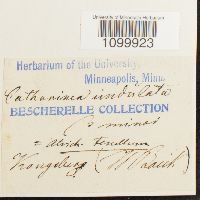 University of Minnesota Herbarium
1099923
Herbarium of the University,
Minneapolis, Minn.
Catharinea undulata
BESCHERELLE COLLECTION
β minor
=
Kongsberg